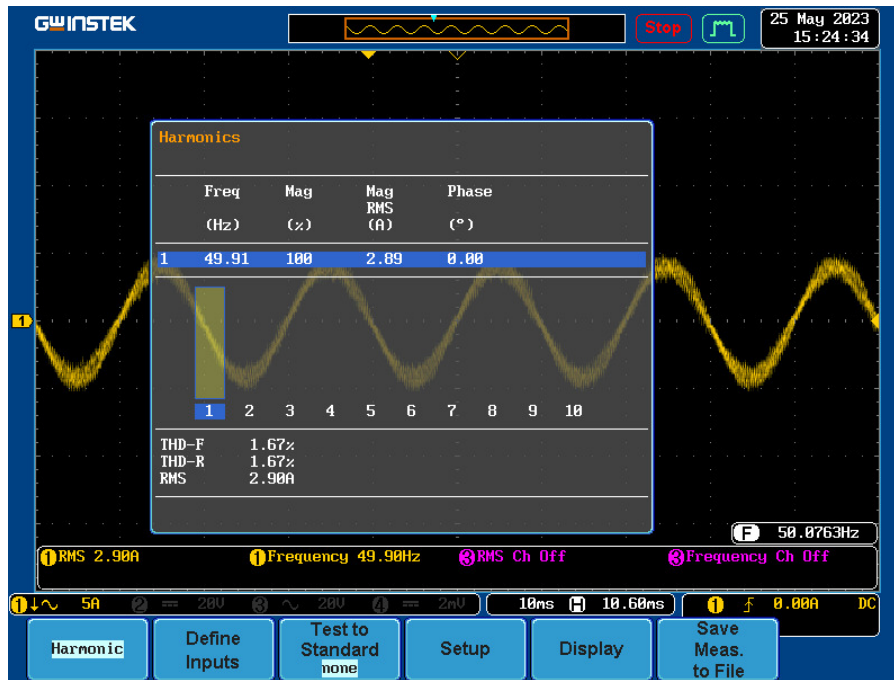 GWINSTEK
Stop
25 May 2023
15:24:34
Harmonics
Freq Mag Mag Phase
RMS
(Hz) (%) (A) (°)
1 49.91 100 2.89 0.00
1
1 2 3 4 5 6 7 8 9 10
THD-F 1.67%
THD-R 1.67%
RMS 2.90A
F 50.0763Hz
1 RMS 2.90A 1 Frequency 49.90Hz 3 RMS Ch Off 3 Frequency Ch Off
1 5A 2 20V 3 20V 4 2mV 10ms H 10.60ms 1 0.00A DC
Harmonic
Define
Inputs
Test to
Standard
none
Setup
Display
Save
Meas.
to File